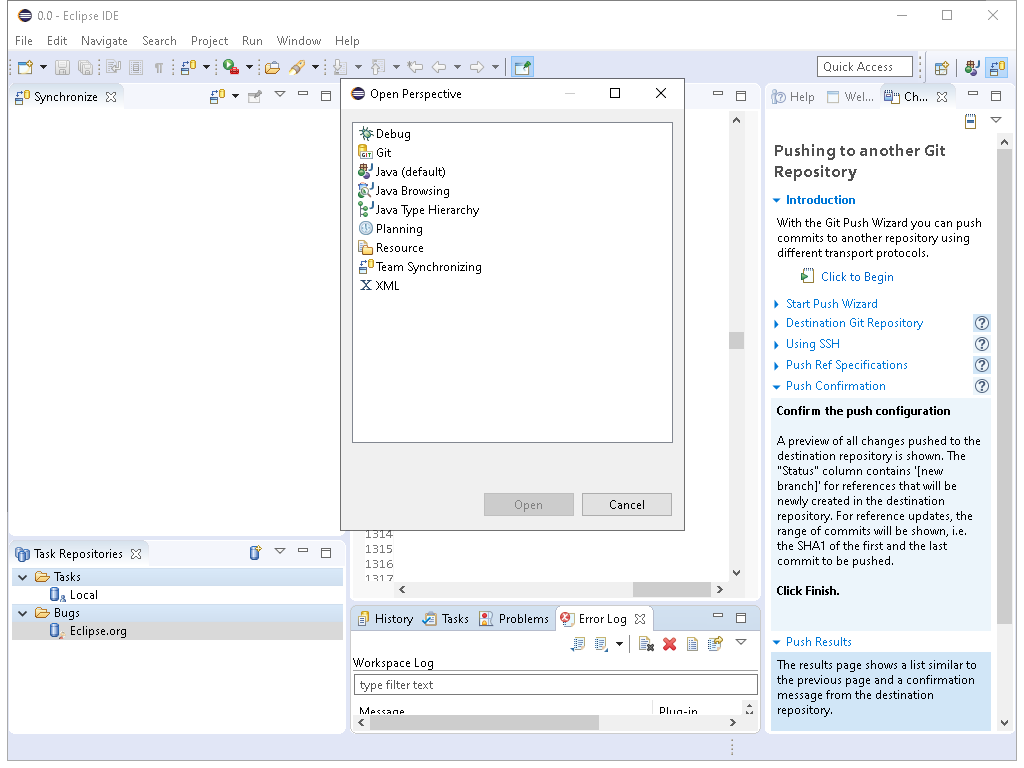 0.0 - Eclipse IDE
File Edit Navigate Search Project Run Window Help
Quick Access
Synchronize
Open Perspective
Debug
Git
Java (default)
Java Browsing
Java Type Hierarchy
Planning
Resource
Team Synchronizing
XML
Open
Cancel
1314
1315
1316
1317
Task Repositories
Tasks
Local
Bugs
Eclipse.org
History
Tasks
Problems
Error Log
Workspace Log
type filter text
Message
Plug-in
Help
Wel...
Ch...
Pushing to another Git
Repository
Introduction
With the Git Push Wizard you can push
commits to another repository using
different transport protocols.
Click to Begin
Start Push Wizard
Destination Git Repository
Using SSH
Push Ref Specifications
Push Confirmation
Confirm the push configuration
A preview of all changes pushed to the
destination repository is shown. The
"Status" column contains '[new
branch]' for references that will be
newly created in the destination
repository. For reference updates, the
range of commits will be shown, i.e.
the SHA1 of the first and the last
commit to be pushed.
Click Finish.
Push Results
The results page shows a list similar to
the previous page and a confirmation
message from the destination
repository.